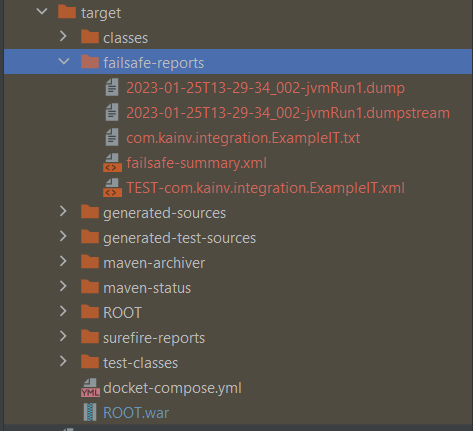 target
classes
failsafe-reports
2023-01-25T13-29-34_002-jvmRun1.dump
2023-01-25T13-29-34_002-jvmRun1.dumpstream
com.kainv.integration.ExampleIT.txt
failsafe-summary.xml
TEST-com.kainv.integration.ExampleIT.xml
generated-sources
generated-test-sources
maven-archiver
maven-status
ROOT
surefire-reports
test-classes
YML docket-compose.yml
ROOT.war